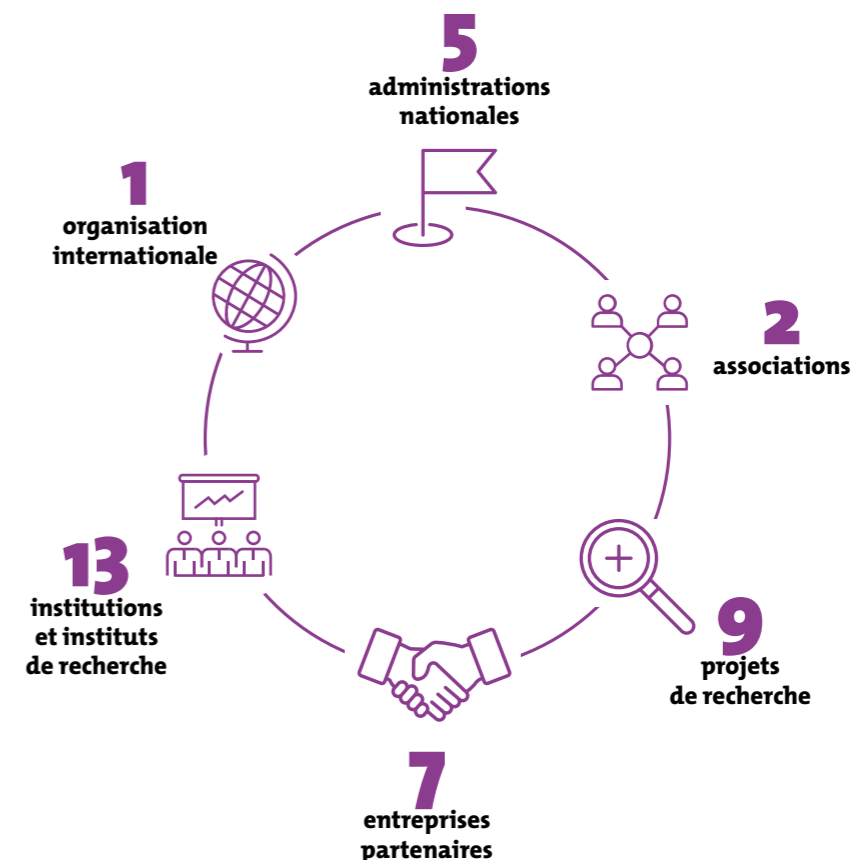 5
administrations
nationales
1
organisation
internationale
2
associations
13
institutions
et instituts
de recherche
9
projets
de recherche
7
entreprises
partenaires